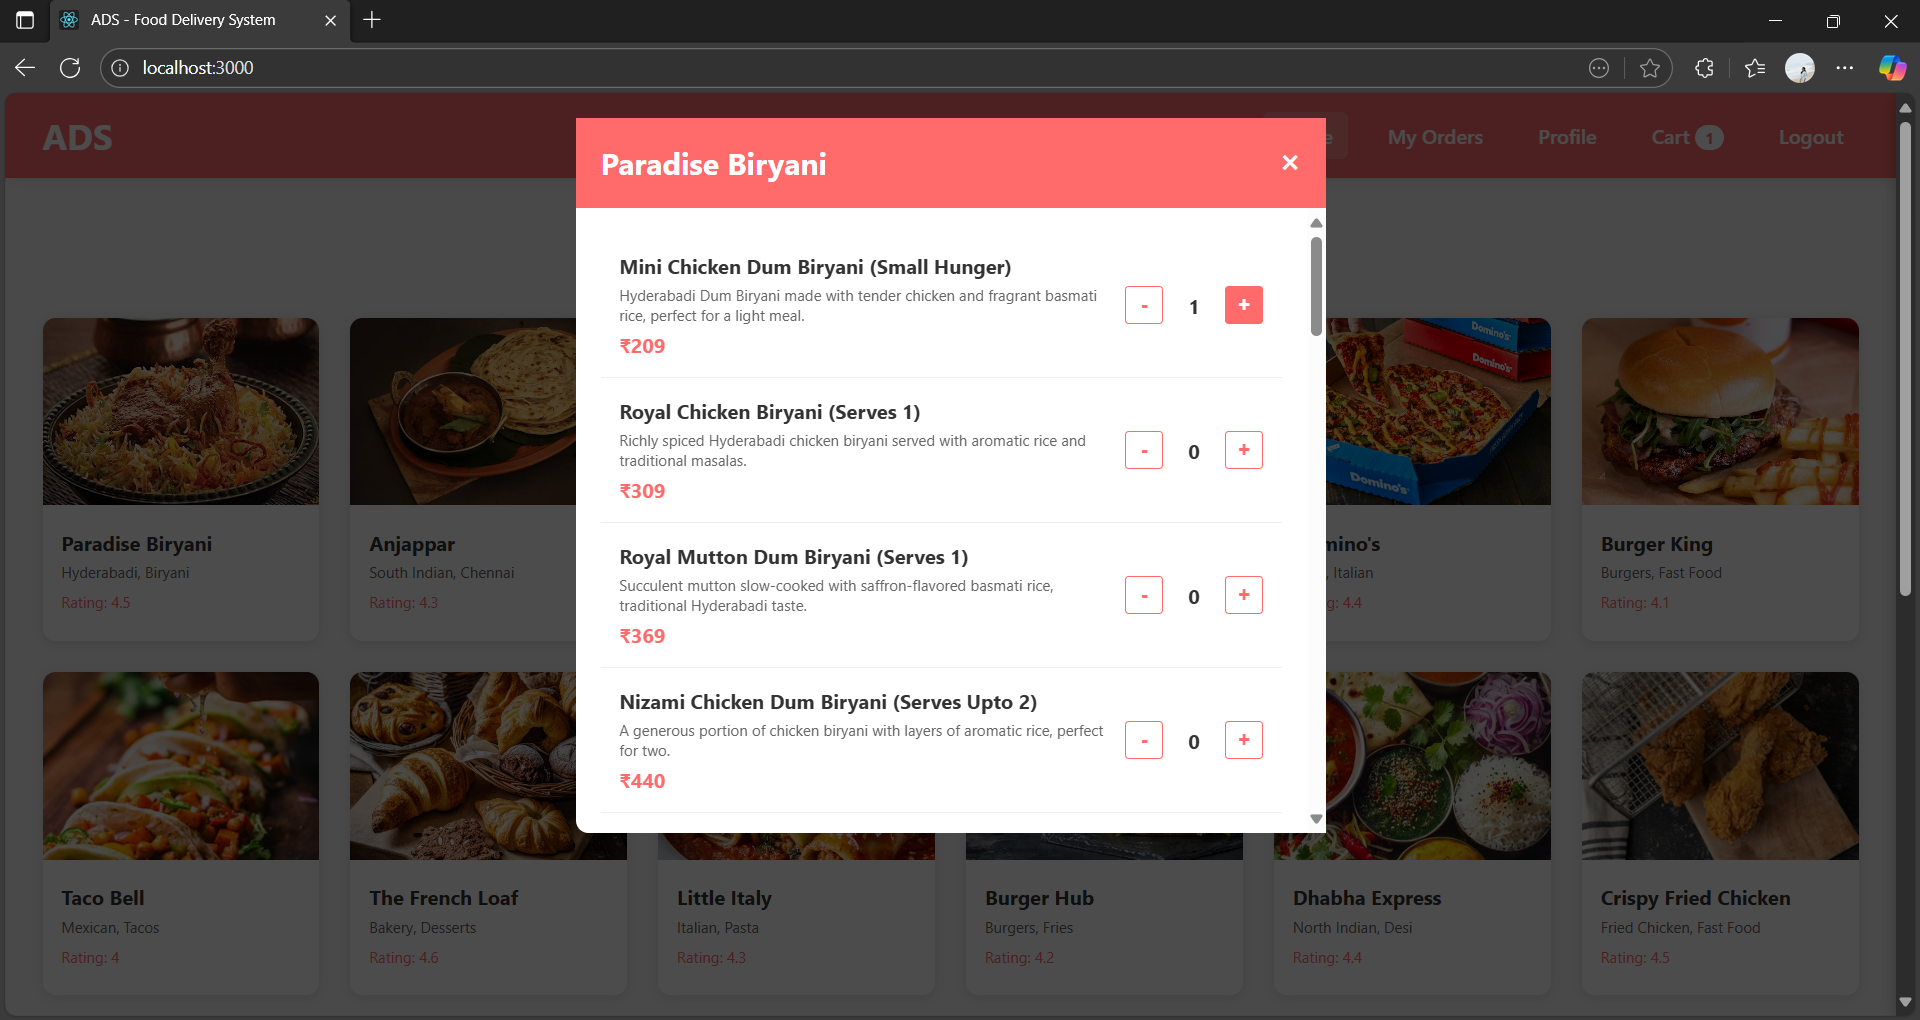 ADS - Food Delivery System
localhost:3000
ADS
My Orders
Profile
Cart 1
Logout
Paradise Biryani
×
Mini Chicken Dum Biryani (Small Hunger)
Hyderabadi Dum Biryani made with tender chicken and fragrant basmati
rice, perfect for a light meal.
₹209
- 1 +
Royal Chicken Biryani (Serves 1)
Richly spiced Hyderabadi chicken biryani served with aromatic rice and
traditional masalas.
₹309
- 0 +
Royal Mutton Dum Biryani (Serves 1)
Succulent mutton slow-cooked with saffron-flavored basmati rice,
traditional Hyderabadi taste.
₹369
- 0 +
Nizami Chicken Dum Biryani (Serves Upto 2)
A generous portion of chicken biryani with layers of aromatic rice, perfect
for two.
₹440
- 0 +
Paradise Biryani
Hyderabadi, Biryani
Rating: 4.5
Anjappar
South Indian, Chennai
Rating: 4.3
Domino's
Domino's
Domino's
mino's
, Italian
g: 4.4
Burger King
Burgers, Fast Food
Rating: 4.1
Taco Bell
Mexican, Tacos
Rating: 4
The French Loaf
Bakery, Desserts
Rating: 4.6
Little Italy
Italian, Pasta
Rating: 4.3
Burger Hub
Burgers, Fries
Rating: 4.2
Dhabha Express
North Indian, Desi
Rating: 4.4
Crispy Fried Chicken
Fried Chicken, Fast Food
Rating: 4.5